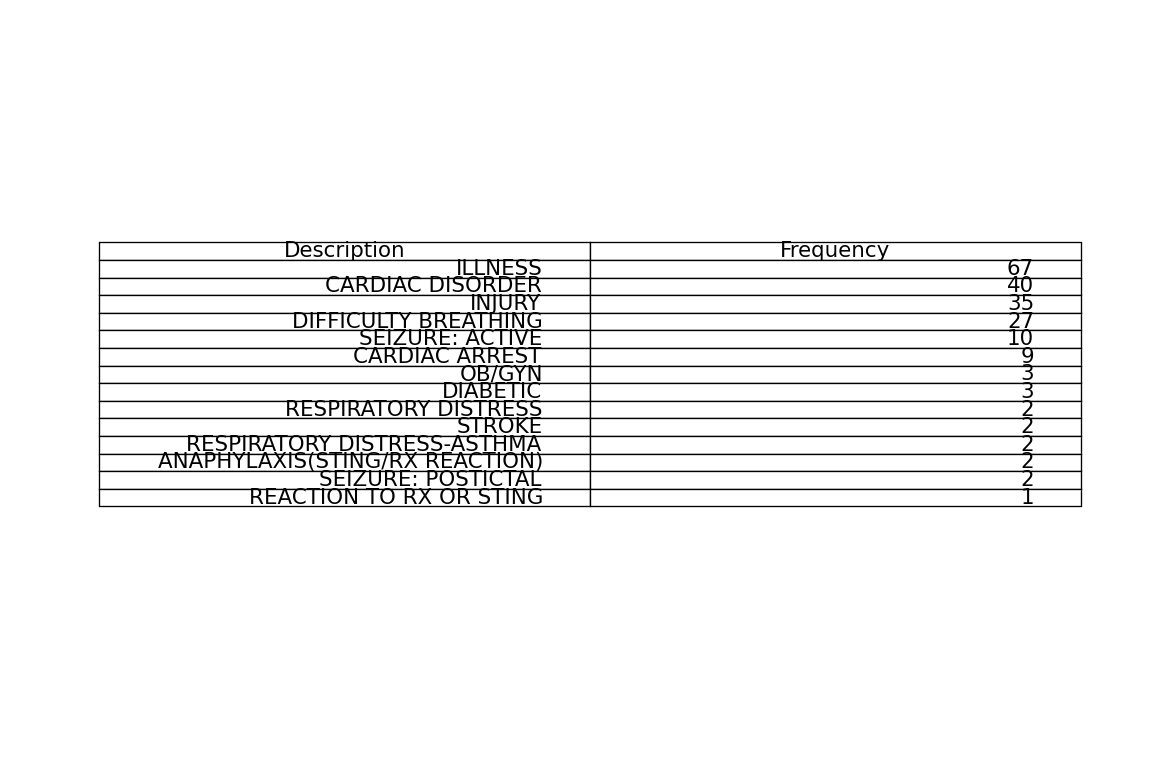 Description Frequency
ILLNESS 67
CARDIAC DISORDER 40
INJURY 35
DIFFICULTY BREATHING 27
SEIZURE: ACTIVE 10
CARDIAC ARREST 9
OB/GYN 3
DIABETIC 3
RESPIRATORY DISTRESS 2
STROKE 2
RESPIRATORY DISTRESS-ASTHMA 2
ANAPHYLAXIS(STING/RX REACTION) 2
SEIZURE: POSTICTAL 2
REACTION TO RX OR STING 1